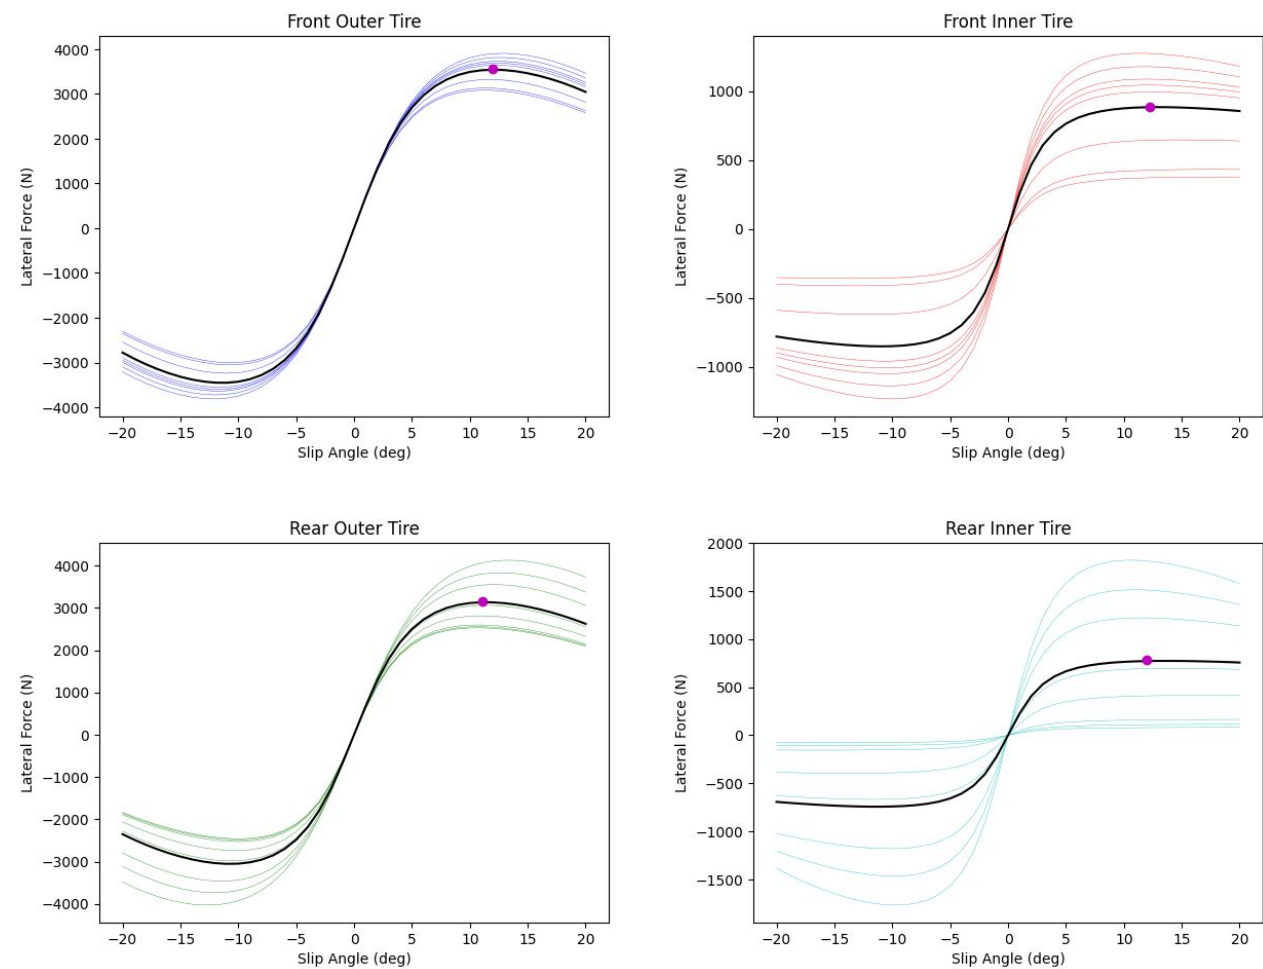 Front Outer Tire
4000
3000
2000
1000
0
−1000
−2000
−3000
−4000
−20 −15 −10 −5 0 5 10 15 20
Slip Angle (deg)
Lateral Force (N)
Front Inner Tire
1000
500
0
−500
−1000
−20 −15 −10 −5 0 5 10 15 20
Slip Angle (deg)
Lateral Force (N)
Rear Outer Tire
4000
3000
2000
1000
0
−1000
−2000
−3000
−4000
−20 −15 −10 −5 0 5 10 15 20
Slip Angle (deg)
Lateral Force (N)
Rear Inner Tire
2000
1500
1000
500
0
−500
−1000
−1500
−20 −15 −10 −5 0 5 10 15 20
Slip Angle (deg)
Lateral Force (N)